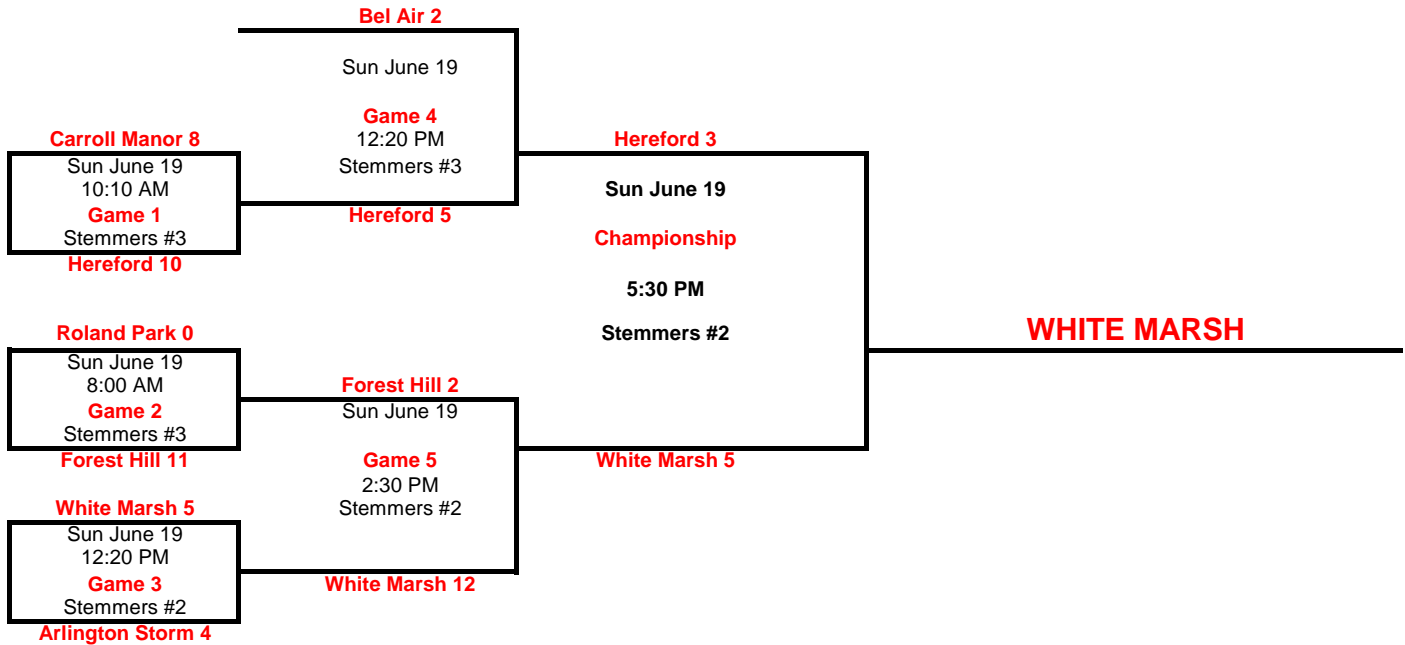 Bel Air 2
Sun June 19
Game 4
12:20 PM
Stemmers #3
Carroll Manor 8
Sun June 19
10:10 AM
Game 1
Stemmers #3
Hereford 10
Hereford 5
Hereford 3
Sun June 19
Championship
5:30 PM
Stemmers #2
WHITE MARSH
Roland Park 0
Sun June 19
8:00 AM
Game 2
Stemmers #3
Forest Hill 11
Forest Hill 2
Sun June 19
Game 5
2:30 PM
Stemmers #2
White Marsh 5
White Marsh 5
Sun June 19
12:20 PM
Game 3
Stemmers #2
Arlington Storm 4
White Marsh 12